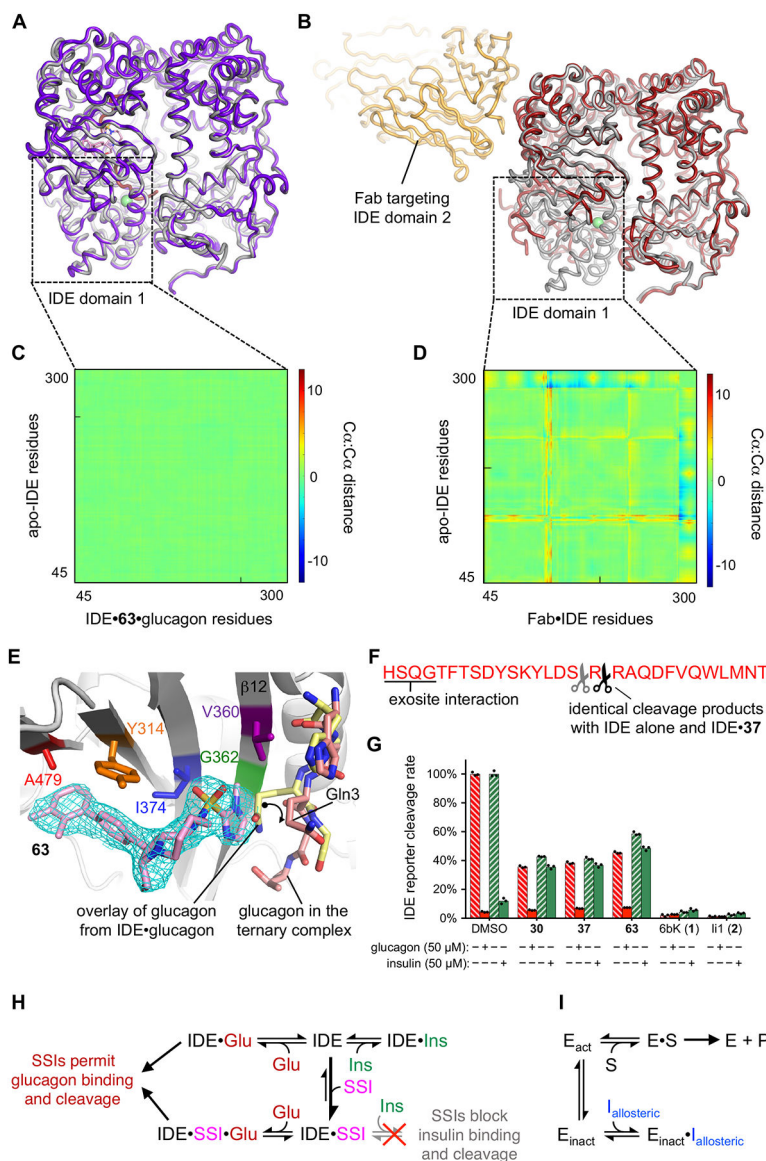 A
B
Fab targeting
IDE domain 2
IDE domain 1
IDE domain 1
C
300
apo-IDE residues
45
45
300
IDE•63•glucagon residues
10
0
-10
Cα:Cα distance
D
300
apo-IDE residues
45
45
300
Fab•IDE residues
10
0
-10
Cα:Cα distance
E
β12
V360
Y314
G362
A479
I374
Gln3
63
overlay of glucagon
from IDE•glucagon
glucagon in the
ternary complex
F
HSQGTFTSDYSKYLDS R RAQDFVQWLMNT
exosite interaction
identical cleavage products
with IDE alone and IDE•37
G
IDE reporter cleavage rate
100%
80%
60%
40%
20%
0%
DMSO 30 37 63 6bK (1) Ii1 (2)
glucagon (50 µM): – + – – – + – – – + – – – + – – – + – – – + – –
insulin (50 µM): – – – + – – – + – – – + – – – + – – – + – – – +
H
SSIs permit
glucagon binding
and cleavage
IDE•Glu IDE IDE•Ins
Glu Ins
SSI
Glu Ins
IDE•SSI•Glu IDE•SSI
SSIs block
insulin binding
and cleavage
I
Eact E•S E + P
S
Iallosteric
Einact Einact•Iallosteric